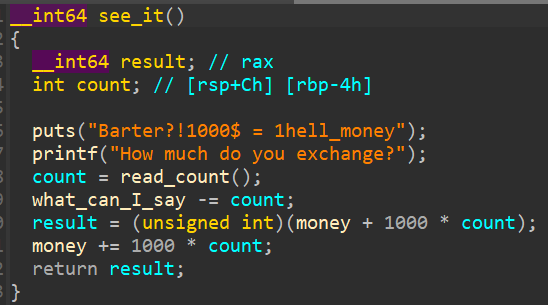 __int64 see_it()
{
__int64 result; // rax
int count; // [rsp+Ch] [rbp-4h]
puts("Barter?!1000$ = 1hell_money");
printf("How much do you exchange?");
count = read_count();
what_can_I_say -= count;
result = (unsigned int)(money + 1000 * count);
money += 1000 * count;
return result;
}